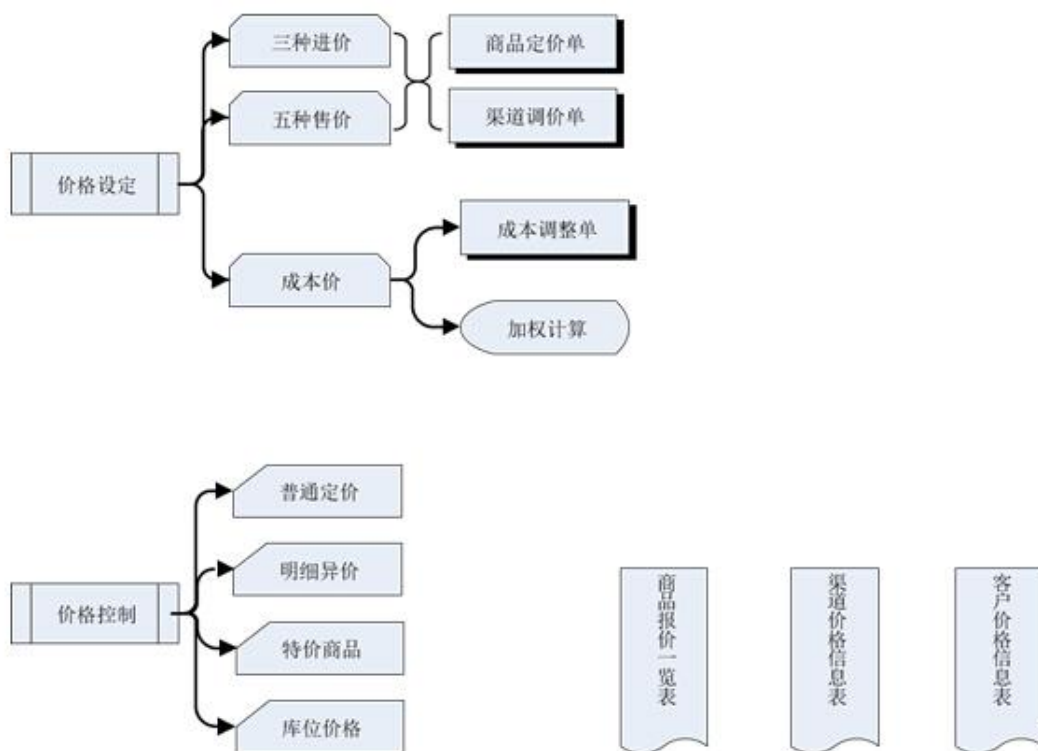 三种进价
商品定价单
五种售价
渠道调价单
价格设定
成本调整单
成本价
加权计算
普通定价
明细异价
价格控制
特价商品
库位价格
商品报价一览表
渠道价格信息表
客户价格信息表